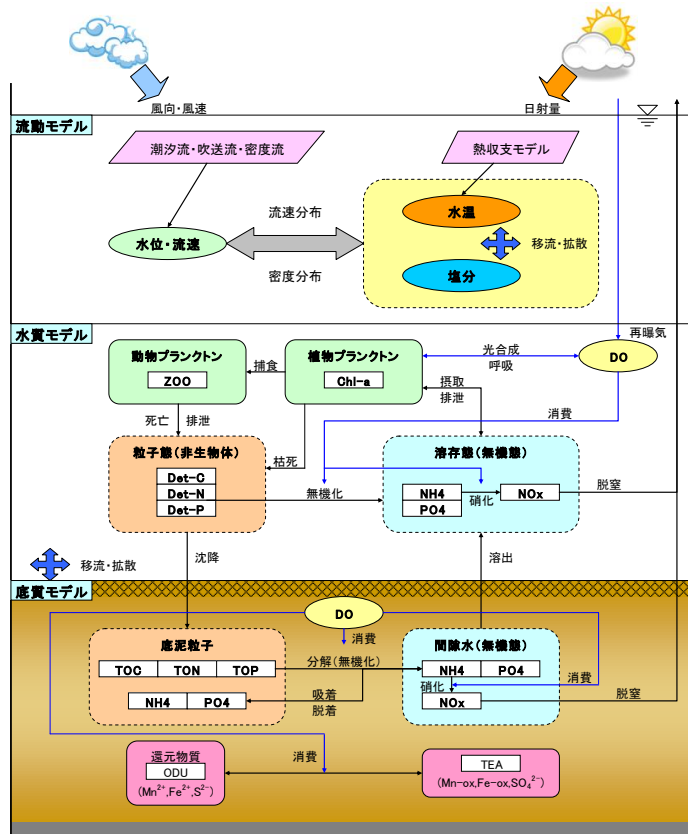 風向・風速
日射量
流動モデル
潮汐流・吹送流・密度流
熱収支モデル
流速分布
水温
水位・流速
移流・拡散
密度分布
塩分
水質モデル
再曝気
動物プランクトン
植物プランクトン
光合成
DO
ZOO
捕食
Chl-a
呼吸
摂取
排泄
消費
死亡
排泄
粒子態(非生物体)
枯死
溶存態(無機態)
Det-C
Det-N
Det-P
無機化
NH4
PO4
硝化
NOx
脱窒
移流・拡散
沈降
溶出
底質モデル
DO
消費
底泥粒子
間隙水(無機態)
TOC
TON
TOP
分解(無機化)
NH4
PO4
消費
硝化
吸着
脱着
NH4
PO4
NOx
脱窒
還元物質
ODU
(Mn²⁺,Fe²⁺,S²⁻)
消費
TEA
(Mn-ox,Fe-ox,SO₄²⁻)